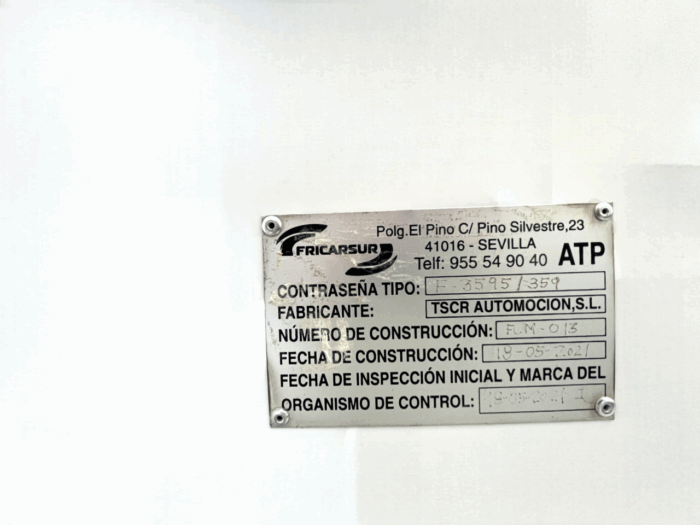 FRICARSUR
Polg.El Pino C/ Pino Silvestre,23
41016 - SEVILLA
Telf: 955 54 90 40 ATP
CONTRASEÑA TIPO: E-3595/359
FABRICANTE: TSCR AUTOMOCION,S.L.
NÚMERO DE CONSTRUCCIÓN:
FECHA DE CONSTRUCCIÓN: 18-05-2021
FECHA DE INSPECCIÓN INICIAL Y MARCA DEL
ORGANISMO DE CONTROL: